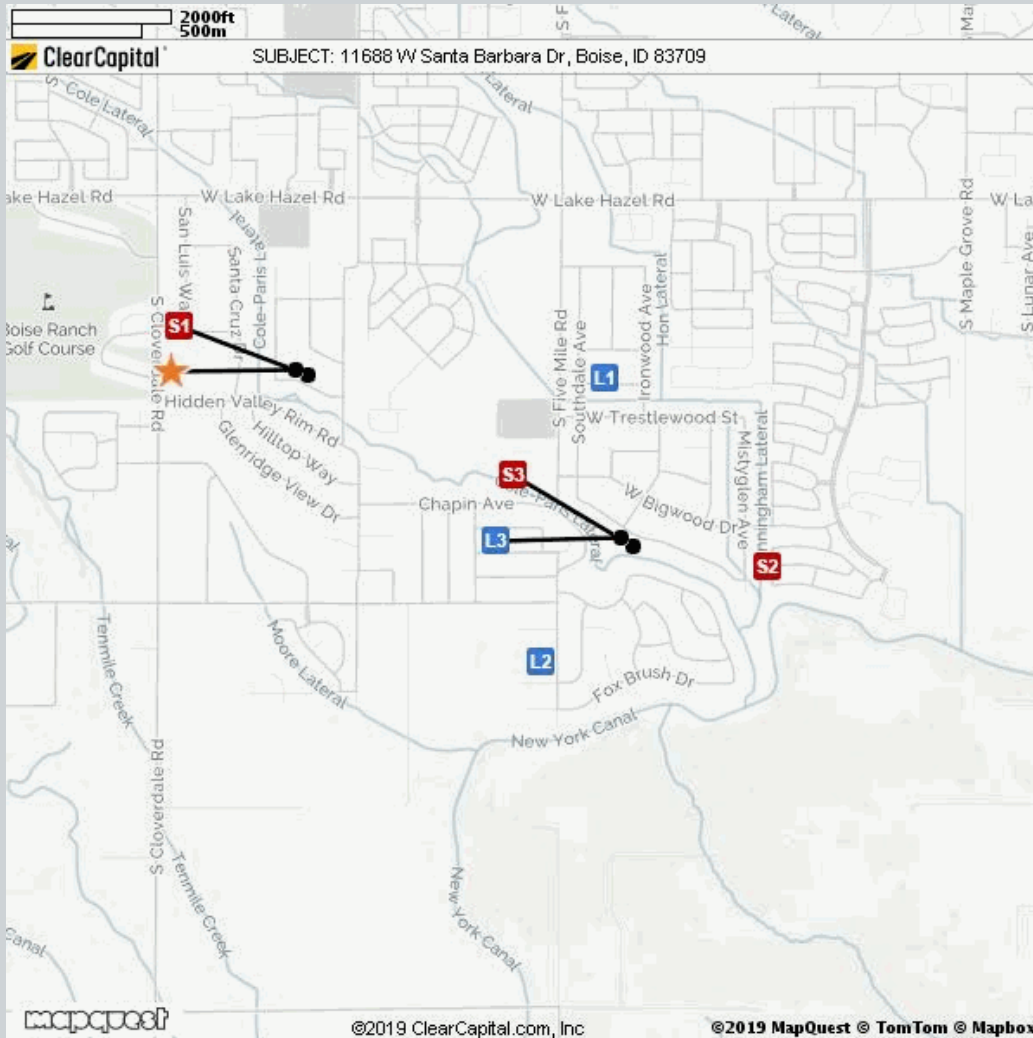 2000ft
500m
ClearCapital
SUBJECT: 11688 W Santa Barbara Dr, Boise, ID 83709
S F
S Ma
Lateral
Lateral
S Cole Lateral
ake Hazel Rd
W Lake Hazel Rd
W Lake Hazel Rd
W La
San Luis Wa
Lateral
Santa Cruz Dr
Cole-Paris L
S Maple Grove Rd
S Lunar Ave
Hon Lateral
Ironwood Ave
S Five Mile Rd
Southdale Ave
S1
Boise Ranch
Golf Course
S Cloverdale Rd
L1
Hidden Valley Rim Rd
Hilltop Way
Glenridge View Dr
W Trestlewood St
Mistyglen Ave
nningham Lateral
S3
Chapin Ave
le-Paris Lateral
W Bigwood Dr
L3
S2
L2
Tenmile Creek
Moore Lateral
Fox Brush Dr
New York Canal
S Cloverdale Rd
Tenmile Creek
New York Canal
Canal
mapquest
©2019 ClearCapital.com, Inc
©2019 MapQuest © TomTom © Mapbox